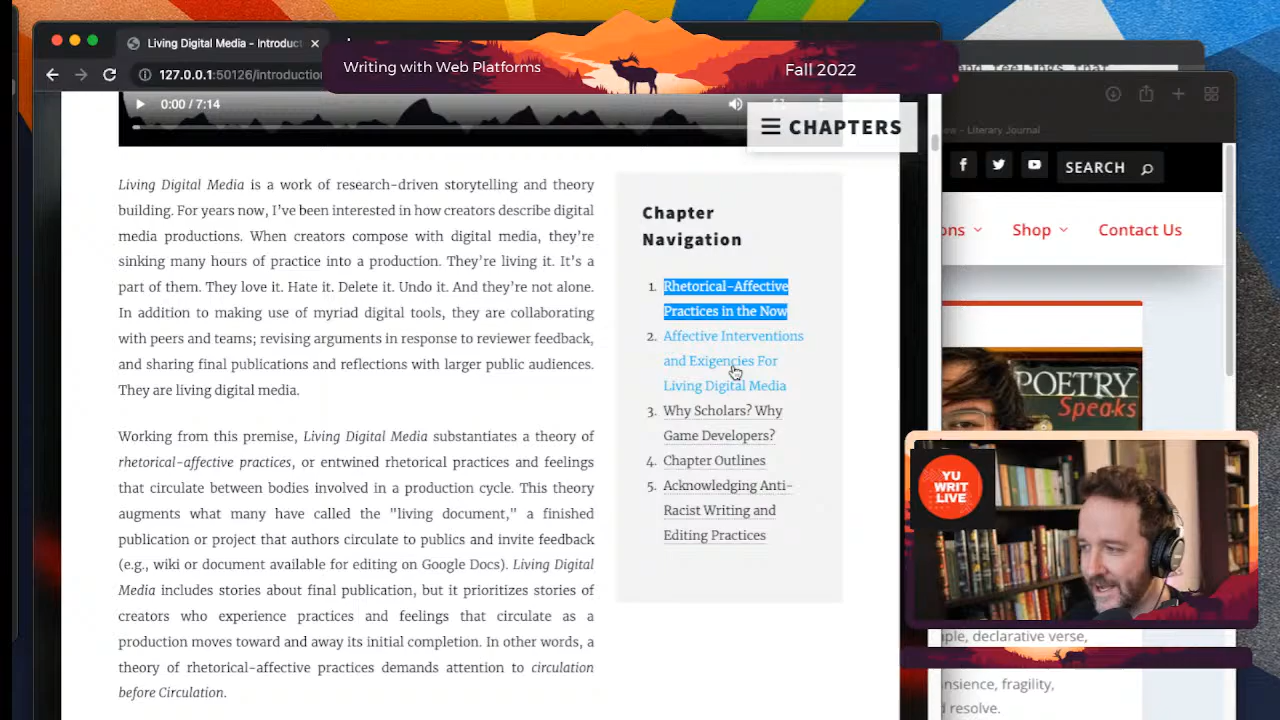 Living Digital Media - Introduct
Writing with Web Platforms
Fall 2022
127.0.0.1:50126/introduction
0:00 / 7:14
CHAPTERS
Living Digital Media is a work of research-driven storytelling and theory
building. For years now, I've been interested in how creators describe digital
media productions. When creators compose with digital media, they're
sinking many hours of practice into a production. They're living it. It's a
part of them. They love it. Hate it. Delete it. Undo it. And they're not alone.
In addition to making use of myriad digital tools, they are collaborating
with peers and teams; revising arguments in response to reviewer feedback,
and sharing final publications and reflections with larger public audiences.
They are living digital media.
Working from this premise, Living Digital Media substantiates a theory of
rhetorical-affective practices, or entwined rhetorical practices and feelings
that circulate between bodies involved in a production cycle. This theory
augments what many have called the "living document," a finished
publication or project that authors circulate to publics and invite feedback
(e.g., wiki or document available for editing on Google Docs). Living Digital
Media includes stories about final publication, but it prioritizes stories of
creators who experience practices and feelings that circulate as a
production moves toward and away its initial completion. In other words, a
theory of rhetorical-affective practices demands attention to circulation
before Circulation.
Chapter
Navigation
1. Rhetorical-Affective
Practices in the Now
2. Affective Interventions
and Exigencies For
Living Digital Media
3. Why Scholars? Why
Game Developers?
4. Chapter Outlines
5. Acknowledging Anti-
Racist Writing and
Editing Practices
and feelings that
ew - Literary Journal
SEARCH
ons
Shop
Contact Us
POETRY
Speaks
YU
WRIT
LIVE
ple, declarative verse,
nsience, fragility,
d resolve.